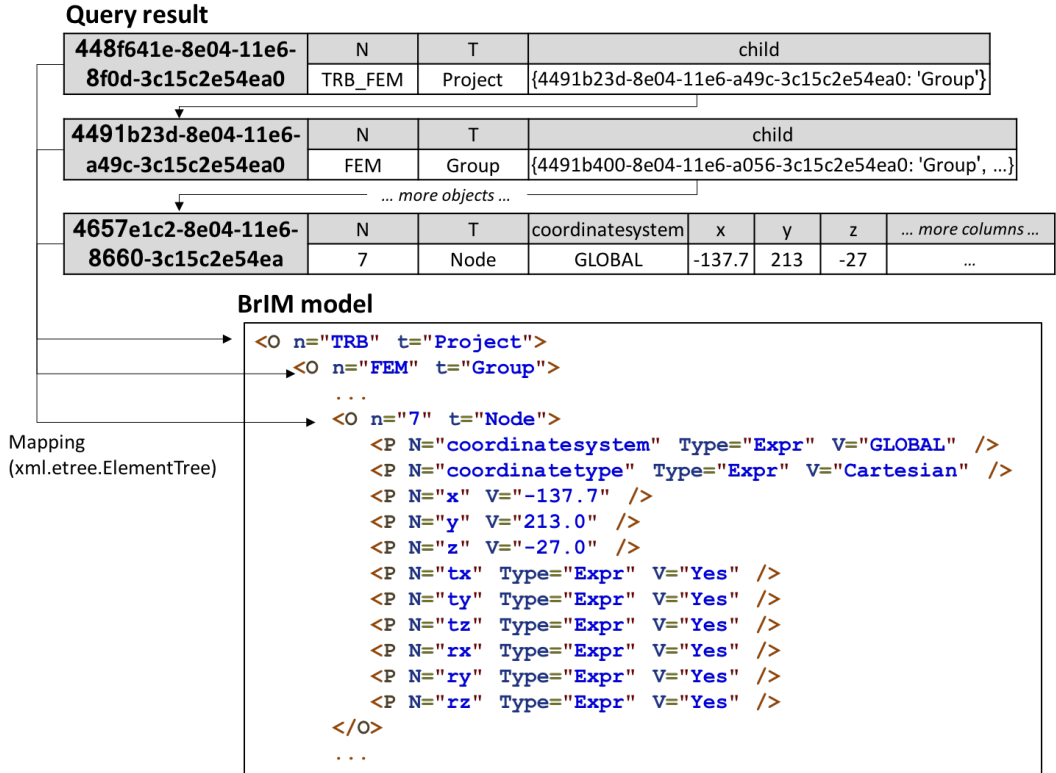 Query result
448f641e-8e04-11e6-8f0d-3c15c2e54ea0 N T child
TRB_FEM Project {4491b23d-8e04-11e6-a49c-3c15c2e54ea0: 'Group'}
4491b23d-8e04-11e6-a49c-3c15c2e54ea0 N T child
FEM Group {4491b400-8e04-11e6-a056-3c15c2e54ea0: 'Group', ...}
... more objects ...
4657e1c2-8e04-11e6-8660-3c15c2e54ea N T coordinatesystem x y z ... more columns ...
7 Node GLOBAL -137.7 213 -27 ...
BrIM model
<O n="TRB" t="Project">
<O n="FEM" t="Group">
...
<O n="7" t="Node">
<P N="coordinatesystem" Type="Expr" V="GLOBAL" />
<P N="coordinatetype" Type="Expr" V="Cartesian" />
<P N="x" V="-137.7" />
<P N="y" V="213.0" />
<P N="z" V="-27.0" />
<P N="tx" Type="Expr" V="Yes" />
<P N="ty" Type="Expr" V="Yes" />
<P N="tz" Type="Expr" V="Yes" />
<P N="rx" Type="Expr" V="Yes" />
<P N="ry" Type="Expr" V="Yes" />
<P N="rz" Type="Expr" V="Yes" />
</O>
...
Mapping
(xml.etree.ElementTree)